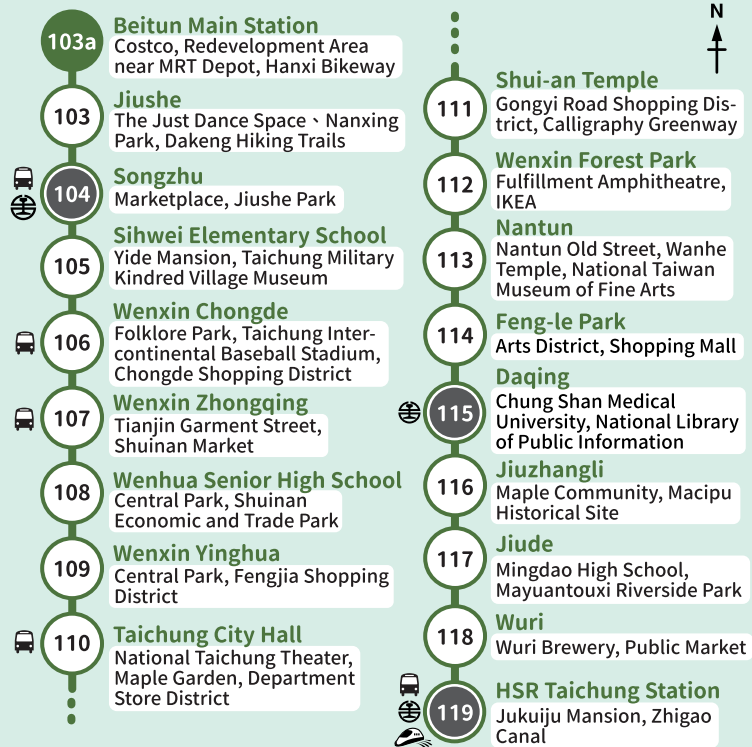 103a
Beitun Main Station
Costco, Redevelopment Area
near MRT Depot, Hanxi Bikeway
103
Jiushe
The Just Dance Space、Nanxing
Park, Dakeng Hiking Trails
104
Songzhu
Marketplace, Jiushe Park
105
Sihwei Elementary School
Yide Mansion, Taichung Military
Kindred Village Museum
106
Wenxin Chongde
Folklore Park, Taichung Inter-
continental Baseball Stadium,
Chongde Shopping District
107
Wenxin Zhongqing
Tianjin Garment Street,
Shuinan Market
108
Wenhua Senior High School
Central Park, Shuinan
Economic and Trade Park
109
Wenxin Yinghua
Central Park, Fengjia Shopping
District
110
Taichung City Hall
National Taichung Theater,
Maple Garden, Department
Store District
N
111
Shui-an Temple
Gongyi Road Shopping Dis-
trict, Calligraphy Greenway
112
Wenxin Forest Park
Fulfillment Amphitheatre,
IKEA
113
Nantun
Nantun Old Street, Wanhe
Temple, National Taiwan
Museum of Fine Arts
114
Feng-le Park
Arts District, Shopping Mall
115
Daqing
Chung Shan Medical
University, National Library
of Public Information
116
Jiuzhangli
Maple Community, Macipu
Historical Site
117
Jiude
Mingdao High School,
Mayuantouxi Riverside Park
118
Wuri
Wuri Brewery, Public Market
119
HSR Taichung Station
Jukuiju Mansion, Zhigao
Canal